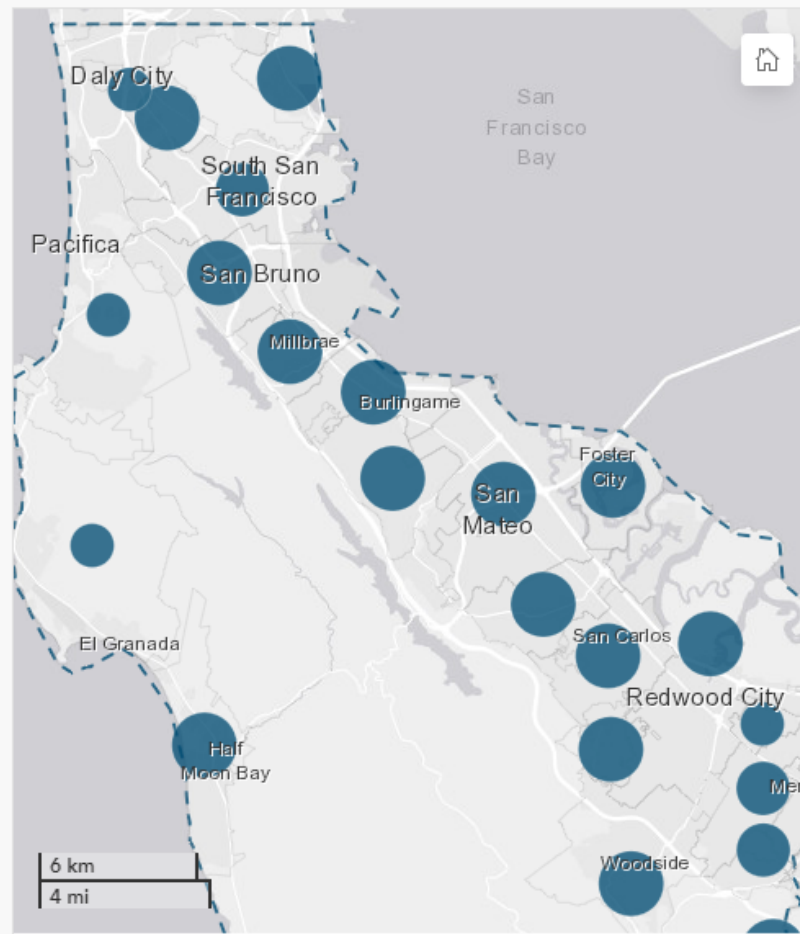 Daly City
San
Francisco
Bay
South San
Francisco
Pacifica
San Bruno
Millbrae
Burlingame
Foster
City
San
Mateo
El Granada
San Carlos
Redwood City
Half
Moon Bay
Mer
Woodside
6 km
4 mi